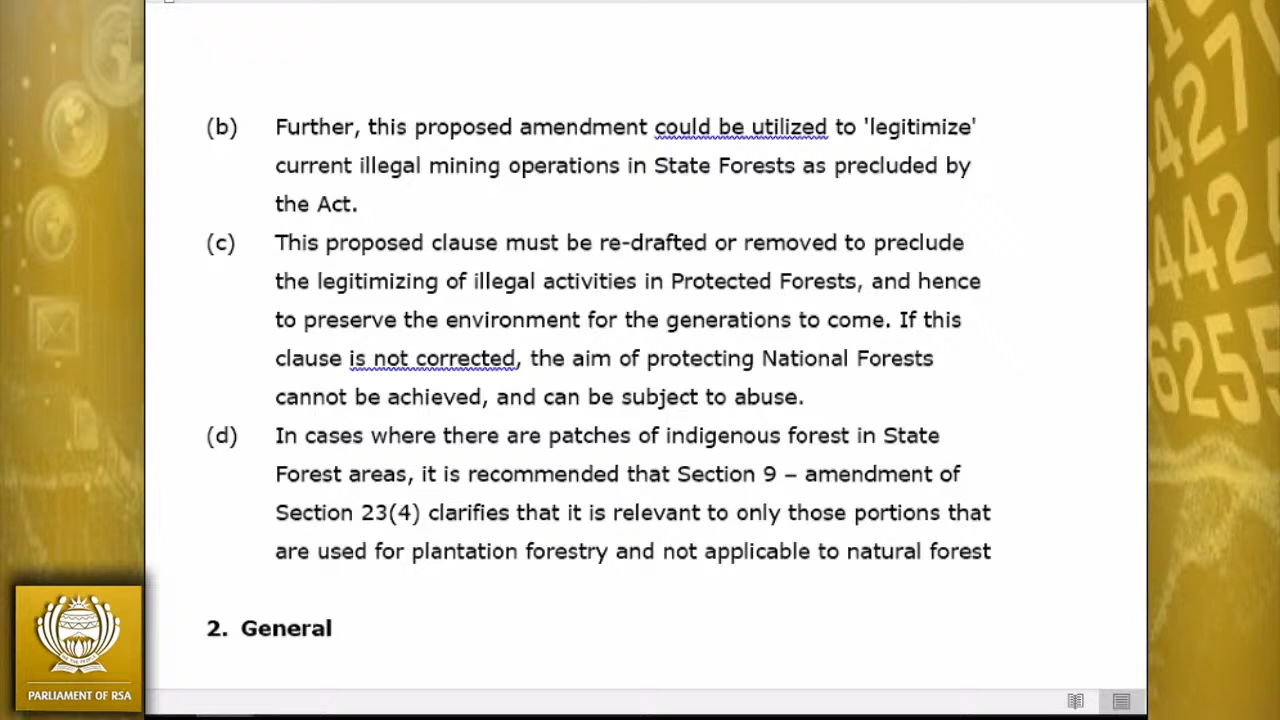 (b) Further, this proposed amendment could be utilized to 'legitimize'
current illegal mining operations in State Forests as precluded by
the Act.
(c) This proposed clause must be re-drafted or removed to preclude
the legitimizing of illegal activities in Protected Forests, and hence
to preserve the environment for the generations to come. If this
clause is not corrected, the aim of protecting National Forests
cannot be achieved, and can be subject to abuse.
(d) In cases where there are patches of indigenous forest in State
Forest areas, it is recommended that Section 9 – amendment of
Section 23(4) clarifies that it is relevant to only those portions that
are used for plantation forestry and not applicable to natural forest
2. General
PARLIAMENT OF RSA
427
442
6255